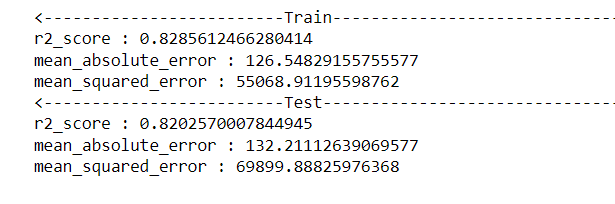 <------------------------Train-----------------------------
r2_score : 0.8285612466280414
mean_absolute_error : 126.54829155755577
mean_squared_error : 55068.91195598762
<------------------------Test------------------------------
r2_score : 0.8202570007844945
mean_absolute_error : 132.21112639069577
mean_squared_error : 69899.88825976368